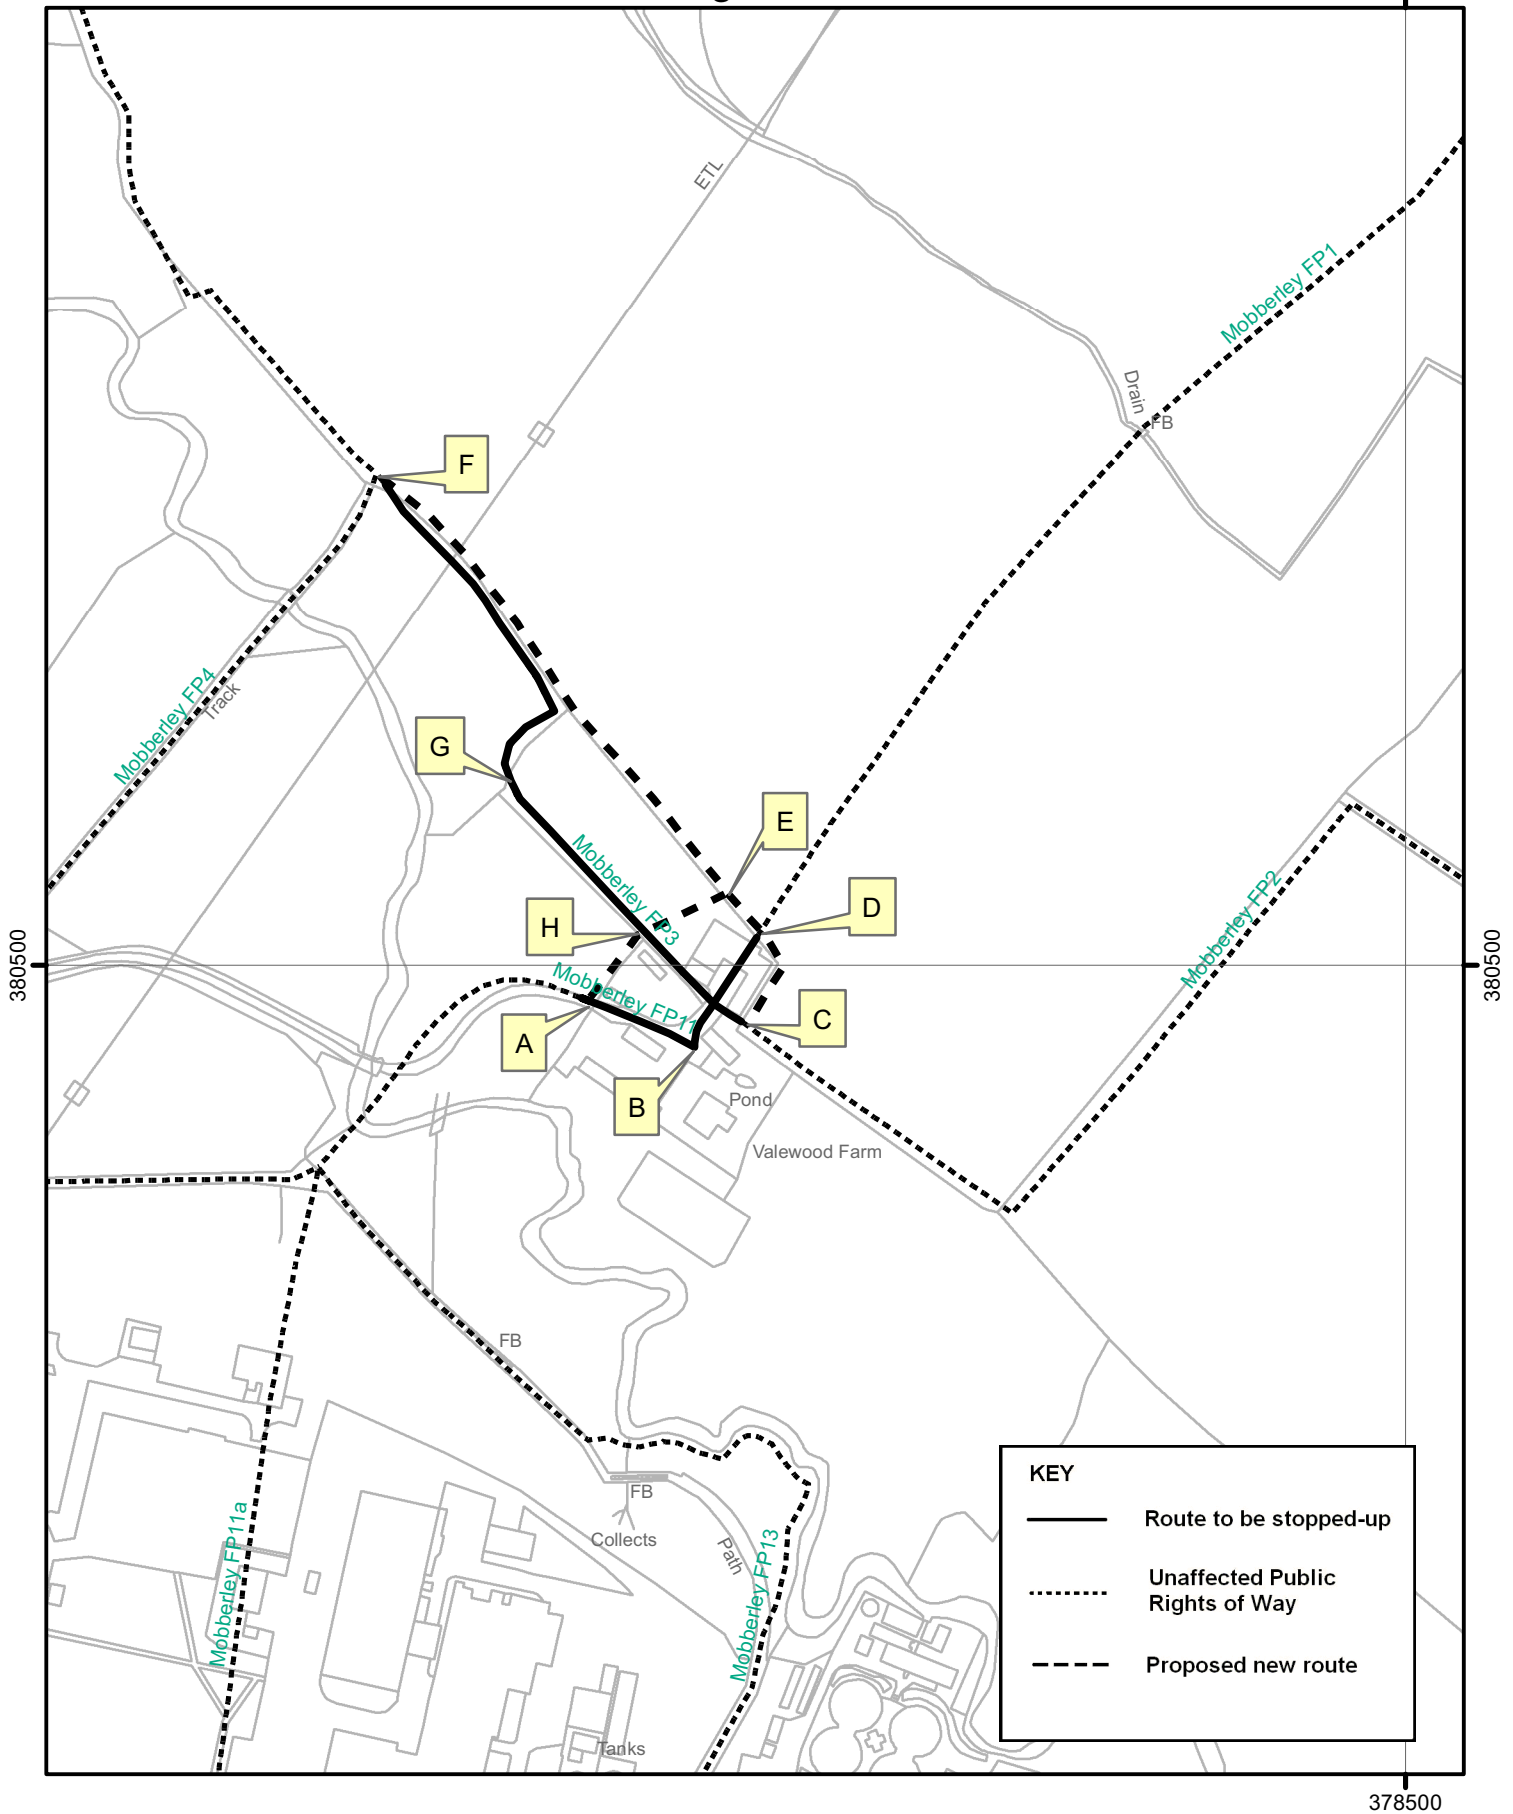 ETL
Mobberley FP1
Drain
FB
F
Mobberley FP4
Track
G
E
Mobberley FP3
D
H
Mobberley FP2
380500
380500
Mobberley FP11
C
A
B
Pond
Valewood Farm
FB
KEY
Route to be stopped-up
Unaffected Public
Rights of Way
Proposed new route
FB
Collects
Path
Mobberley FP11a
Mobberley FP13
Tanks
378500